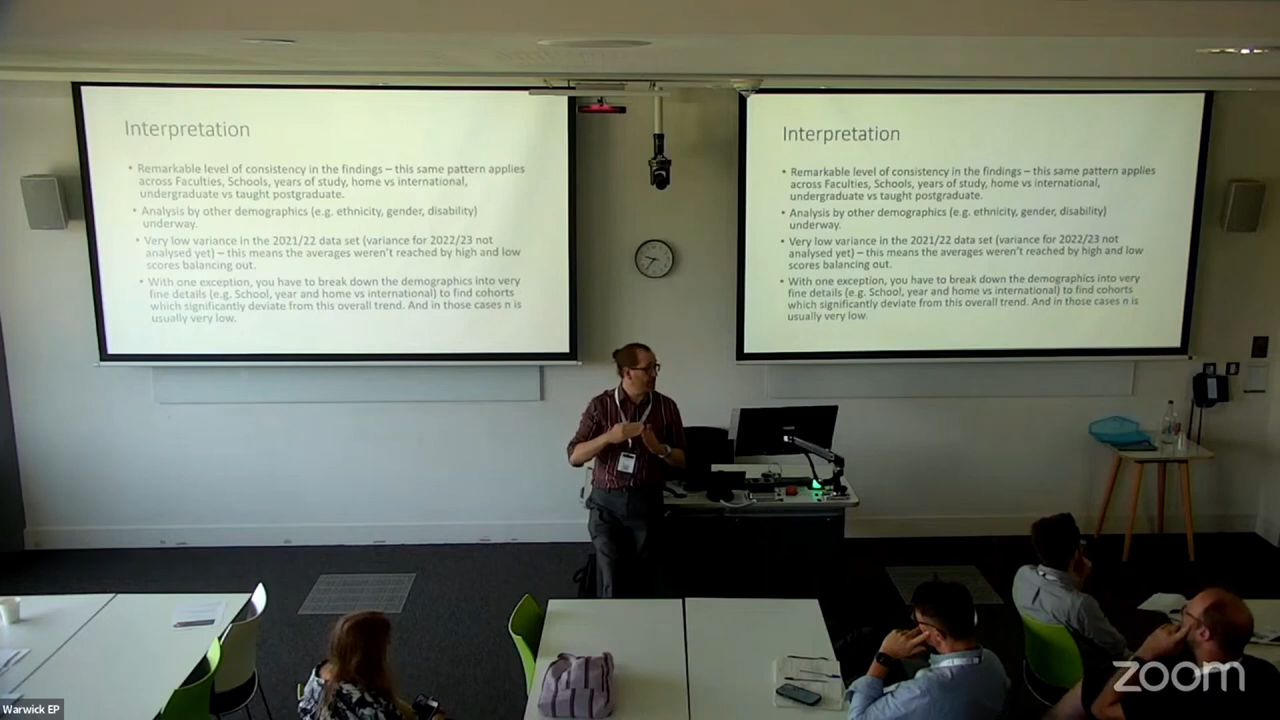 Interpretation
• Remarkable level of consistency in the findings – this same pattern applies
across Faculties, Schools, years of study, home vs international,
undergraduate vs taught postgraduate.
• Analysis by other demographics (e.g. ethnicity, gender, disability)
underway.
• Very low variance in the 2021/22 data set (variance for 2022/23 not
analysed yet) – this means the averages weren't reached by high and low
scores balancing out.
• With one exception, you have to break down the demographics into very
fine details (e.g. School, year and home vs international) to find cohorts
which significantly deviate from this overall trend. And in those cases n is
usually very low.
Interpretation
• Remarkable level of consistency in the findings – this same pattern applies
across Faculties, Schools, years of study, home vs international,
undergraduate vs taught postgraduate.
• Analysis by other demographics (e.g. ethnicity, gender, disability)
underway.
• Very low variance in the 2021/22 data set (variance for 2022/23 not
analysed yet) – this means the averages weren't reached by high and low
scores balancing out.
• With one exception, you have to break down the demographics into very
fine details (e.g. School, year and home vs international) to find cohorts
which significantly deviate from this overall trend. And in those cases n is
usually very low.
Warwick EP
zoom